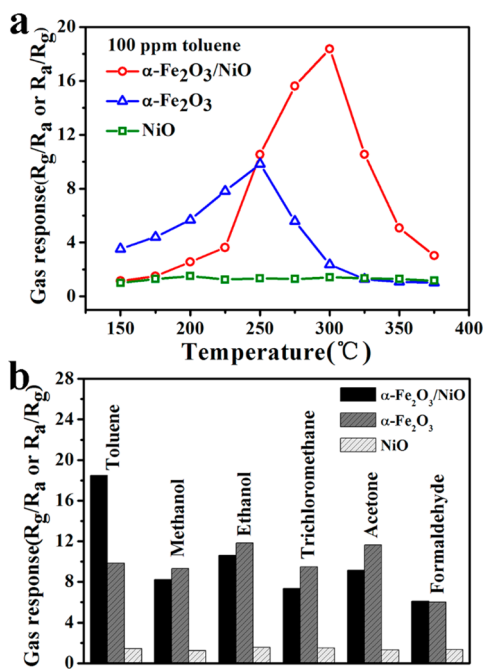 a
Gas response(Rg/Ra or Ra/Rg)
20
16
12
8
4
0
100 ppm toluene
α-Fe2O3/NiO
α-Fe2O3
NiO
150 200 250 300 350 400
Temperature(℃)
b
Gas response(Rg/Ra or Ra/Rg)
28
24
20
16
12
8
4
0
α-Fe2O3/NiO
α-Fe2O3
NiO
Toluene
Methanol
Ethanol
Trichloromethane
Acetone
Formaldehyde